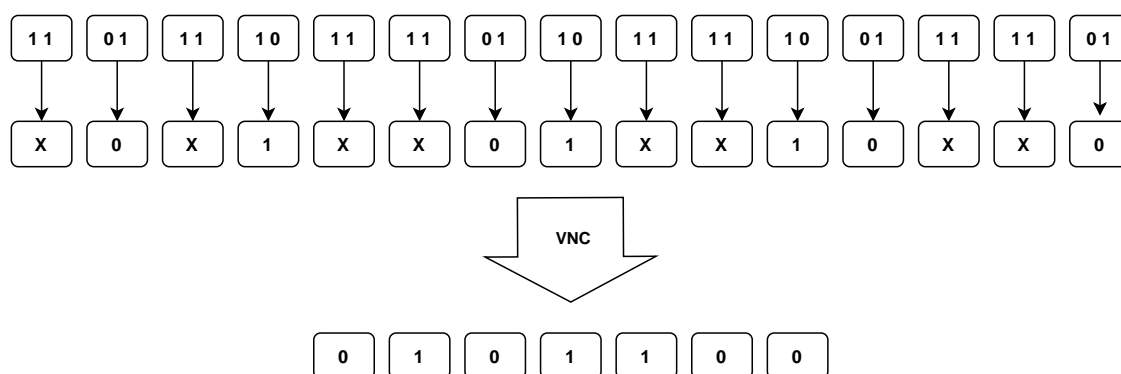 1 1 0 1 1 1 1 0 1 1 1 1 0 1 1 0 1 1 1 1 1 0 0 1 1 1 1 1 0 1
X 0 X 1 X X 0 1 X X 1 0 X X 0
VNC
0 1 0 1 1 0 0